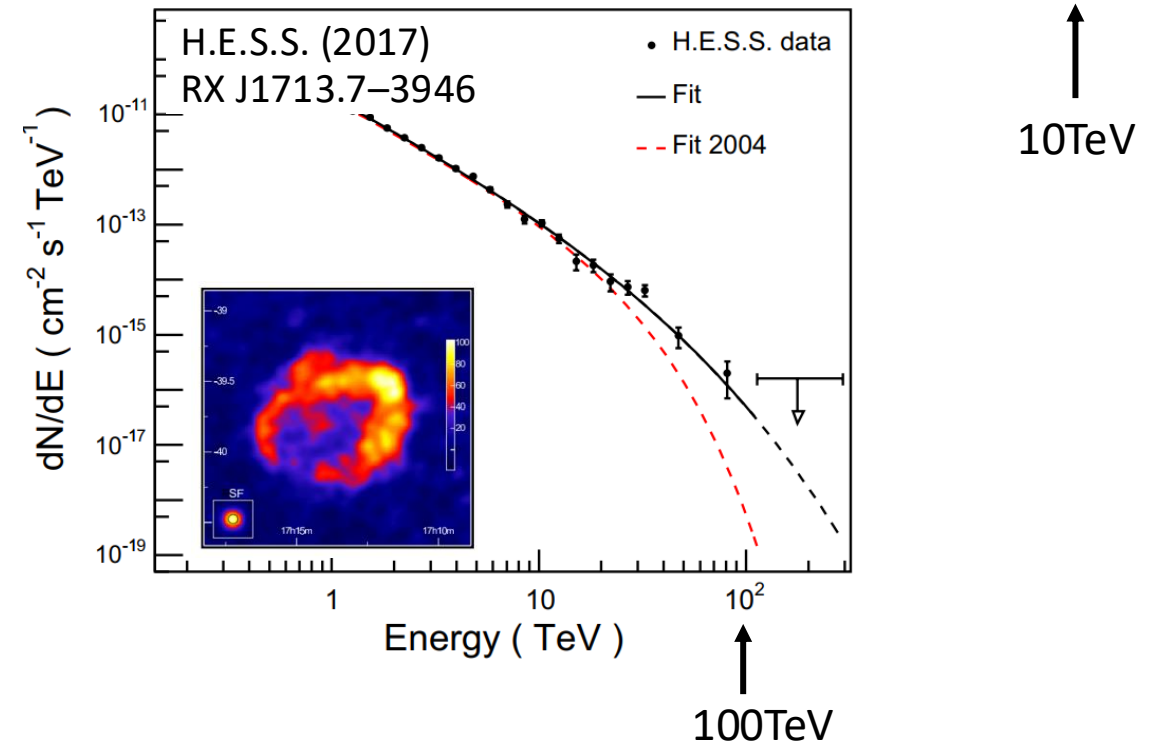 H.E.S.S. (2017)
RX J1713.7–3946
H.E.S.S. data
Fit
Fit 2004
10TeV
dN/dE ( cm⁻² s⁻¹ TeV⁻¹ )
10⁻¹¹
10⁻¹³
10⁻¹⁵
10⁻¹⁷
10⁻¹⁹
-39
-39.5
-40
100
80
60
40
20
SF
17h15m
17h10m
1
10
10²
Energy ( TeV )
100TeV